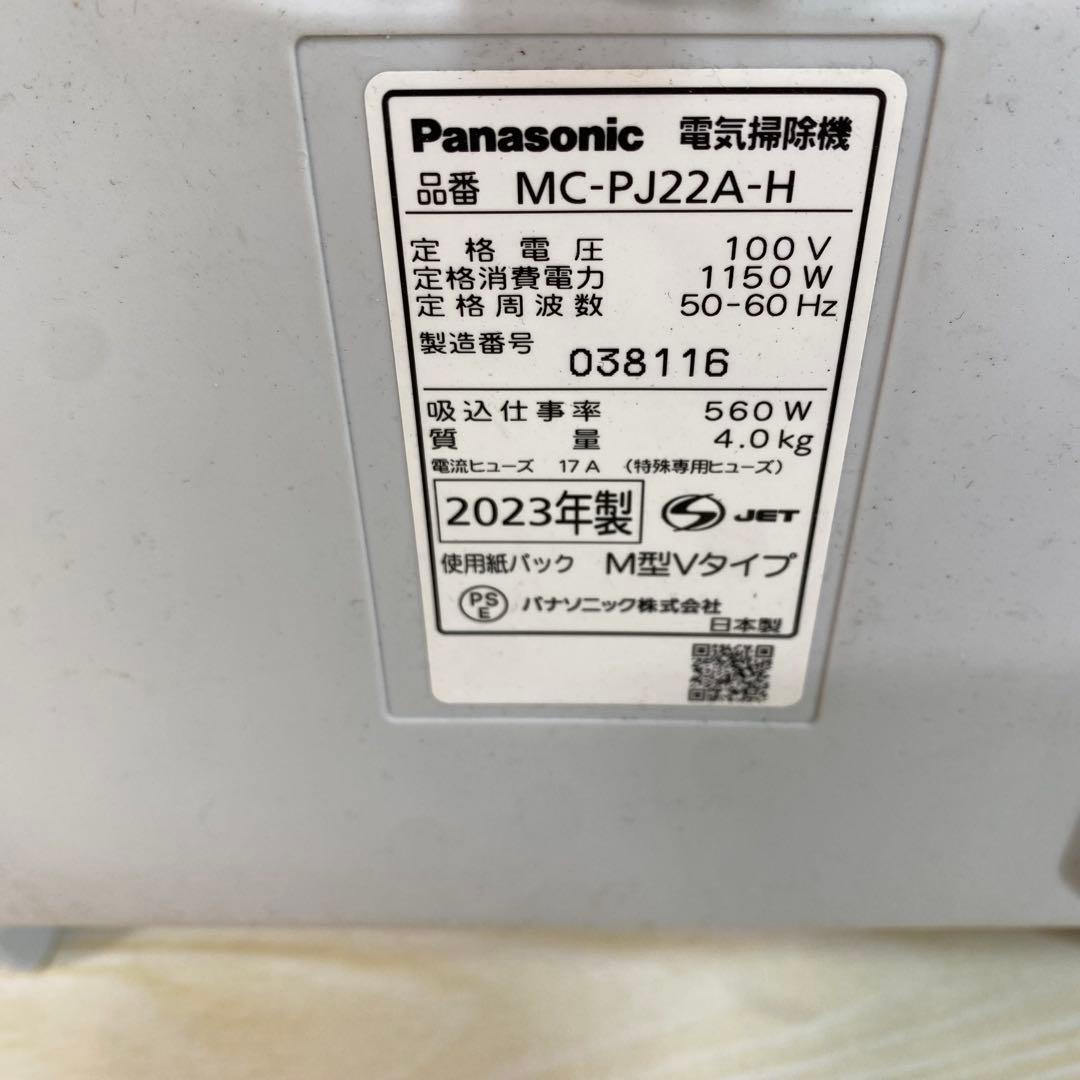 Panasonic 電気掃除機
品番 MC-PJ22A-H
定格電圧 100V
定格消費電力 1150W
定格周波数 50-60Hz
製造番号 038116
吸込仕事率 560W
質量 4.0kg
電流ヒューズ 17A (特殊専用ヒューズ)
2023年製 S JET
使用紙パック M型Vタイプ
PSE パナソニック株式会社
日本製